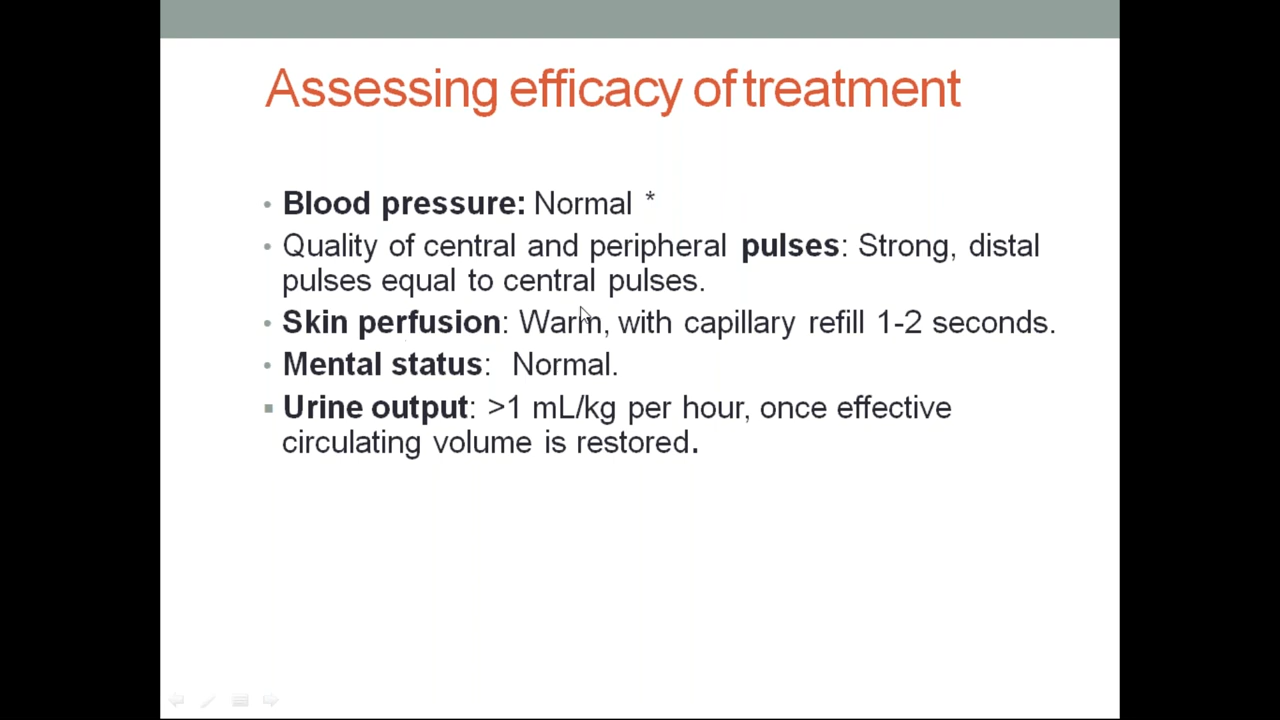 Assessing efficacy of treatment
• Blood pressure: Normal *
• Quality of central and peripheral pulses: Strong, distal
pulses equal to central pulses.
• Skin perfusion: Warm, with capillary refill 1-2 seconds.
• Mental status: Normal.
▪ Urine output: >1 mL/kg per hour, once effective
circulating volume is restored.